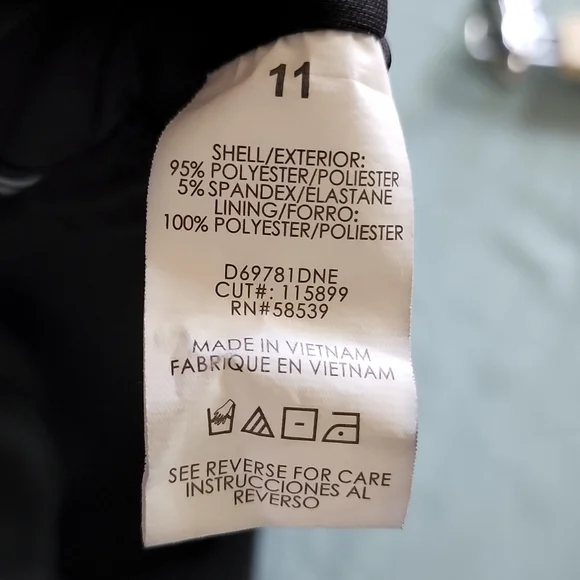 11
SHELL/EXTERIOR:
95% POLYESTER/POLIESTER
5% SPANDEX/ELASTANE
LINING/FORRO:
100% POLYESTER/POLIESTER
D69781DNE
CUT#: 115899
RN#58539
MADE IN VIETNAM
FABRIQUE EN VIETNAM
SEE REVERSE FOR CARE
INSTRUCCIONES AL
REVERSO